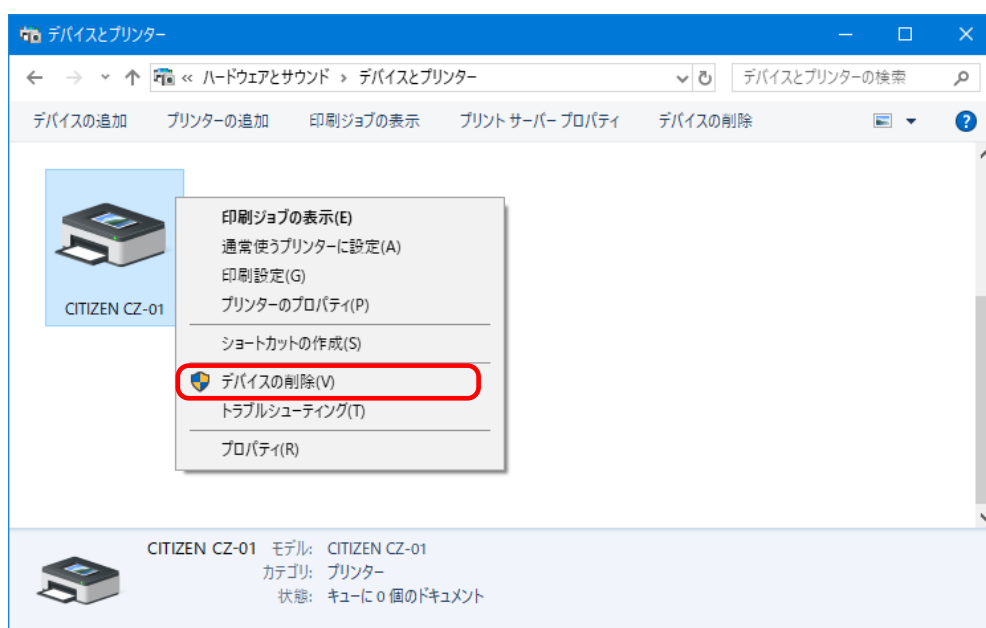 デバイスとプリンター
« ハードウェアとサウンド › デバイスとプリンター
デバイスとプリンターの検索
デバイスの追加 プリンターの追加 印刷ジョブの表示 プリント サーバー プロパティ デバイスの削除
CITIZEN CZ-01
印刷ジョブの表示(E)
通常使うプリンターに設定(A)
印刷設定(G)
プリンターのプロパティ(P)
ショートカットの作成(S)
デバイスの削除(V)
トラブルシューティング(T)
プロパティ(R)
CITIZEN CZ-01 モデル: CITIZEN CZ-01
カテゴリ: プリンター
状態: キューに 0 個のドキュメント